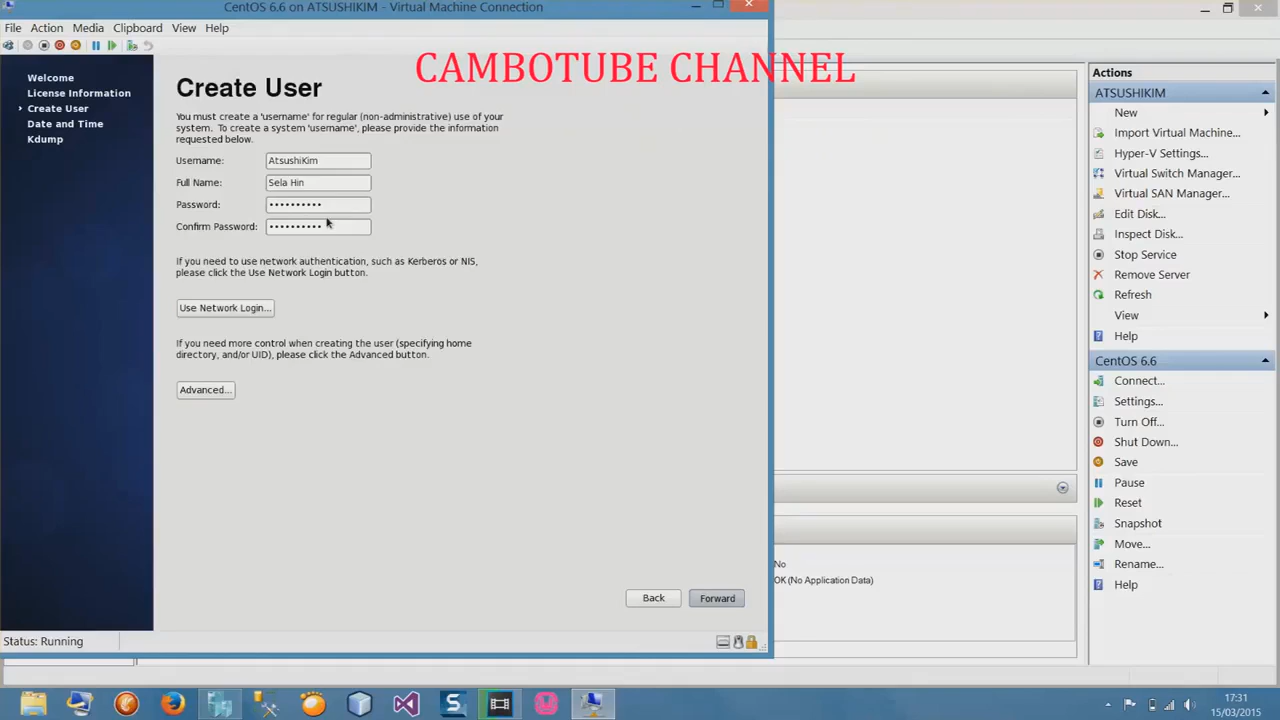 CentOS 6.6 on ATSUSHIKIM - Virtual Machine Connection
File Action Media Clipboard View Help
CAMBOTUBE CHANNEL
Welcome
License Information
Create User
Date and Time
Kdump
Create User
You must create a 'username' for regular (non-administrative) use of your
system. To create a system 'username', please provide the information
requested below.
Username: AtsushiKim
Full Name: Sela Hin
Password: ••••••••••
Confirm Password: ••••••••••
If you need to use network authentication, such as Kerberos or NIS,
please click the Use Network Login button.
Use Network Login...
If you need more control when creating the user (specifying home
directory, and/or UID), please click the Advanced button.
Advanced...
Back Forward
Status: Running
No
OK (No Application Data)
Actions
ATSUSHIKIM
New
Import Virtual Machine...
Hyper-V Settings...
Virtual Switch Manager...
Virtual SAN Manager...
Edit Disk...
Inspect Disk...
Stop Service
Remove Server
Refresh
View
Help
CentOS 6.6
Connect...
Settings...
Turn Off...
Shut Down...
Save
Pause
Reset
Snapshot
Move...
Rename...
Help
17:31
15/03/2015